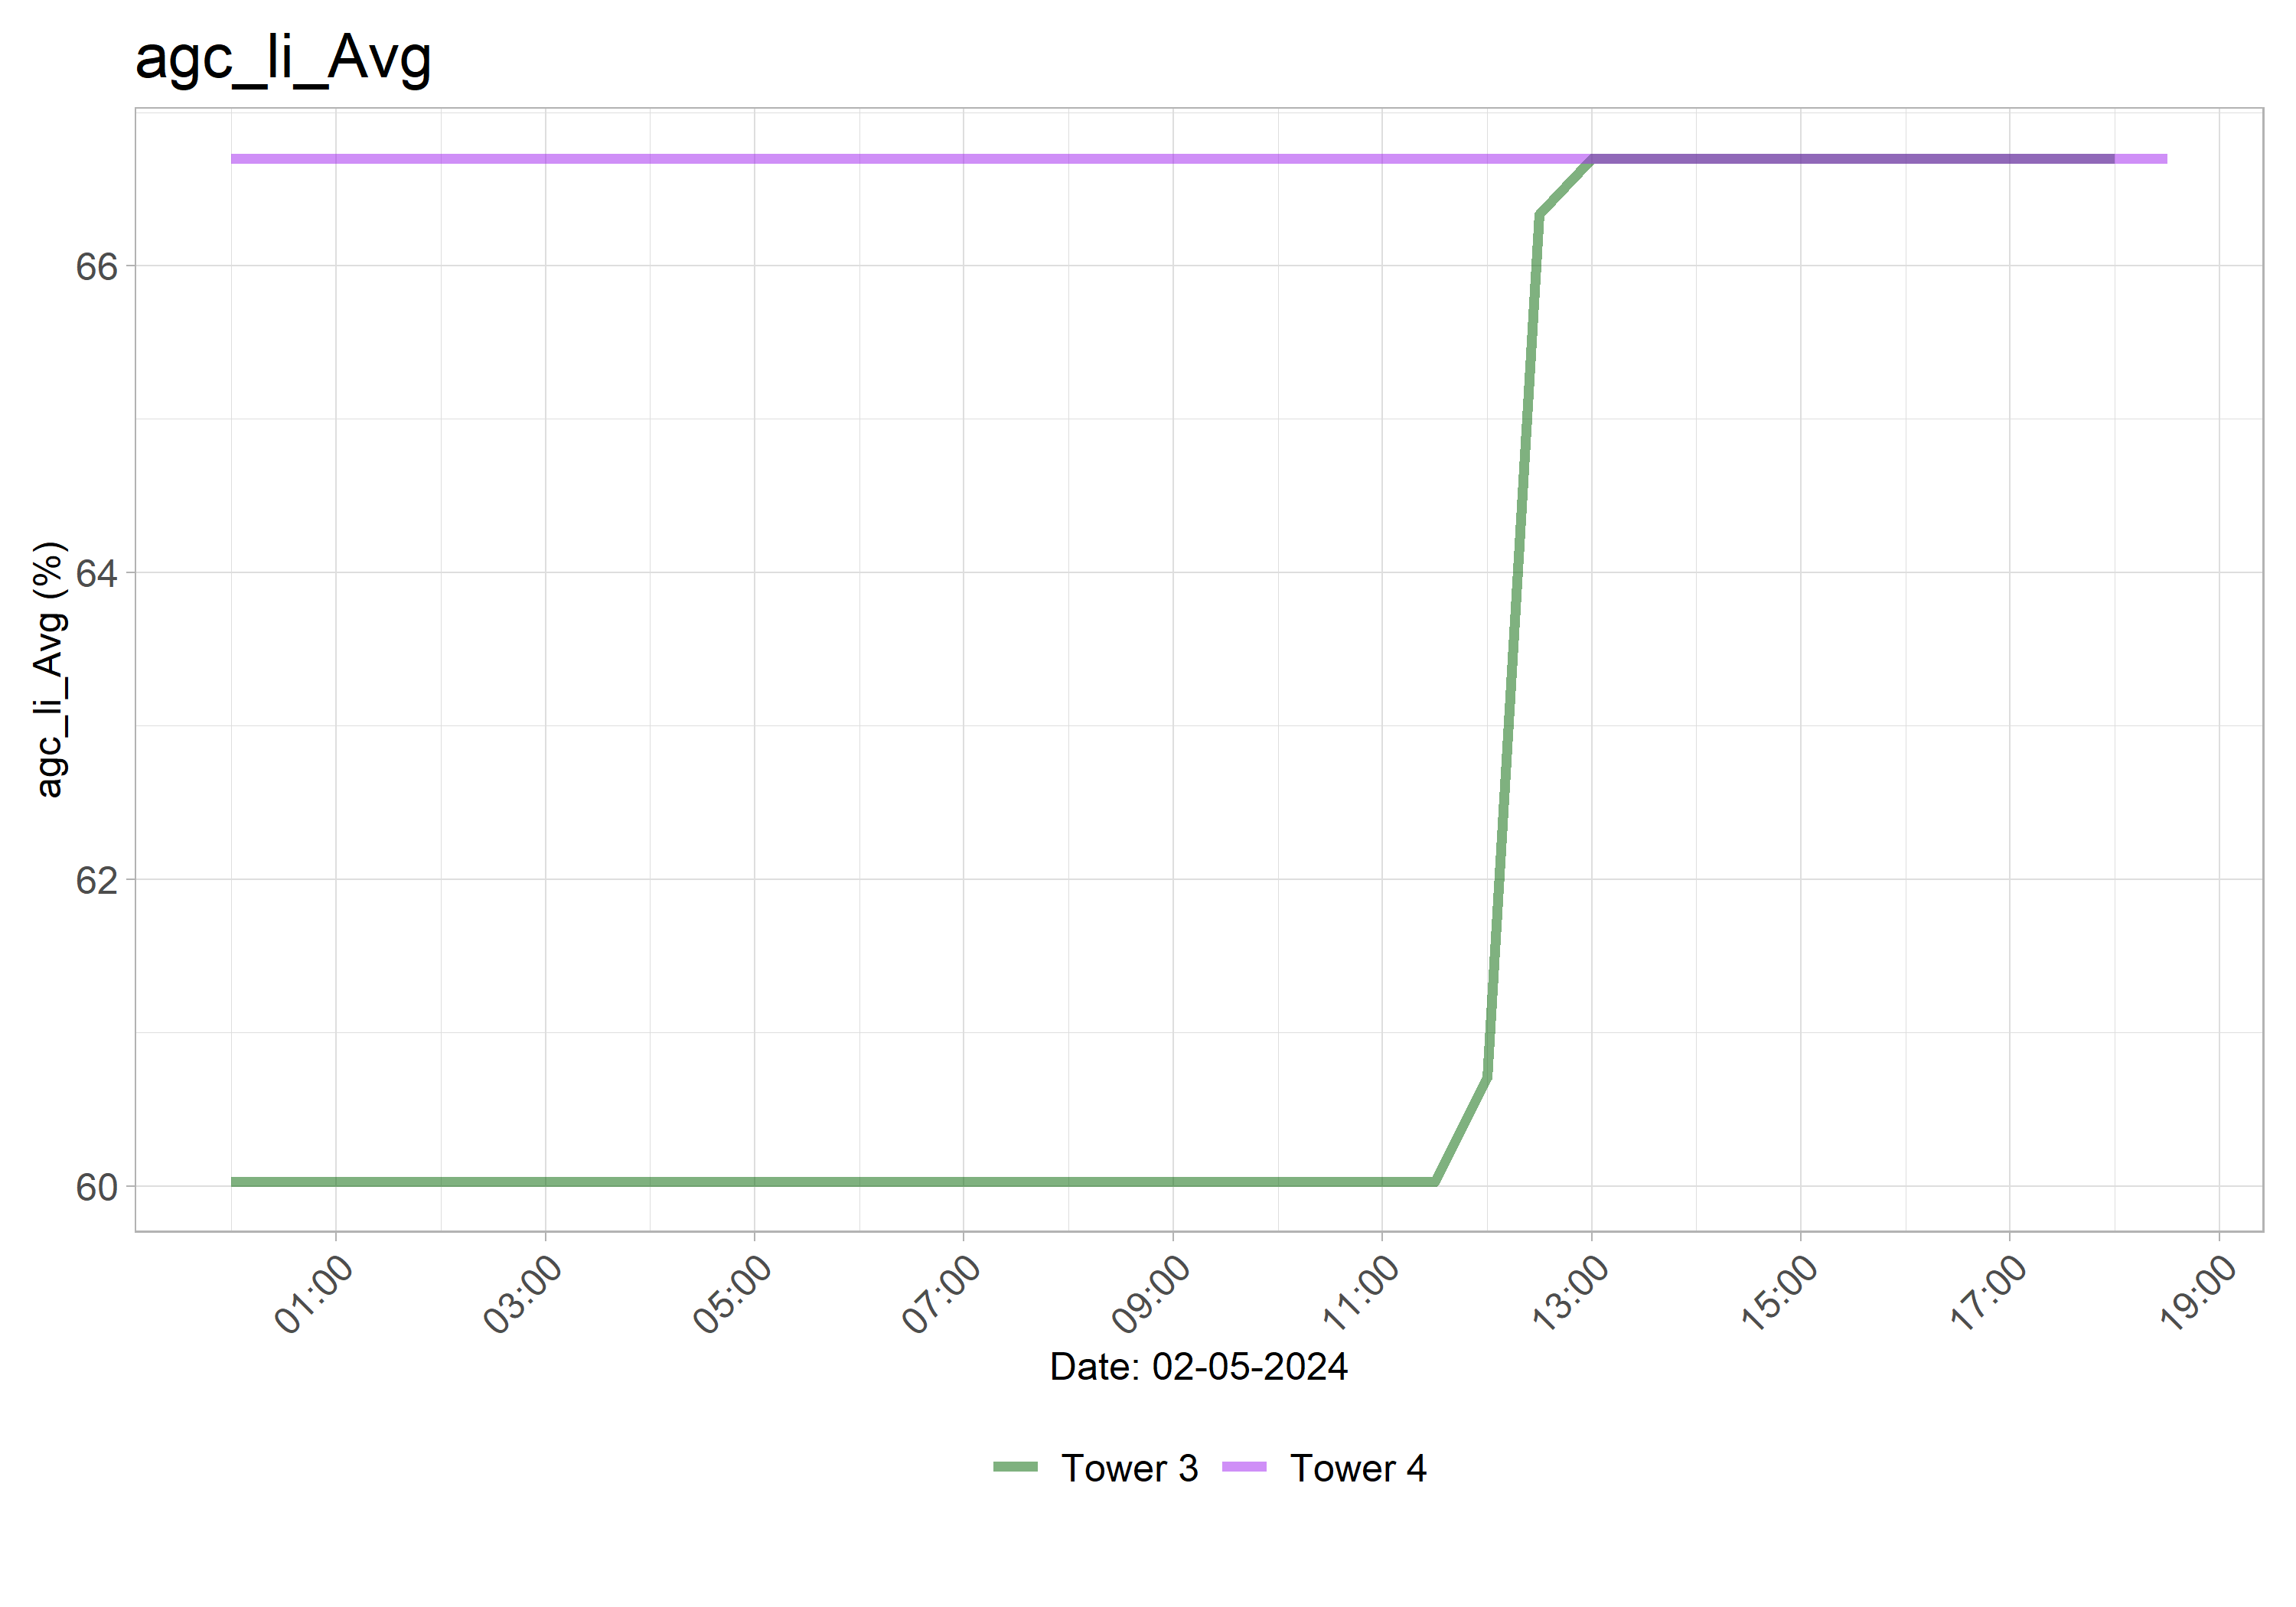 agc_li_Avg
agc_li_Avg (%)
66
64
62
60
01:00 03:00 05:00 07:00 09:00 11:00 13:00 15:00 17:00 19:00
Date: 02-05-2024
Tower 3 Tower 4